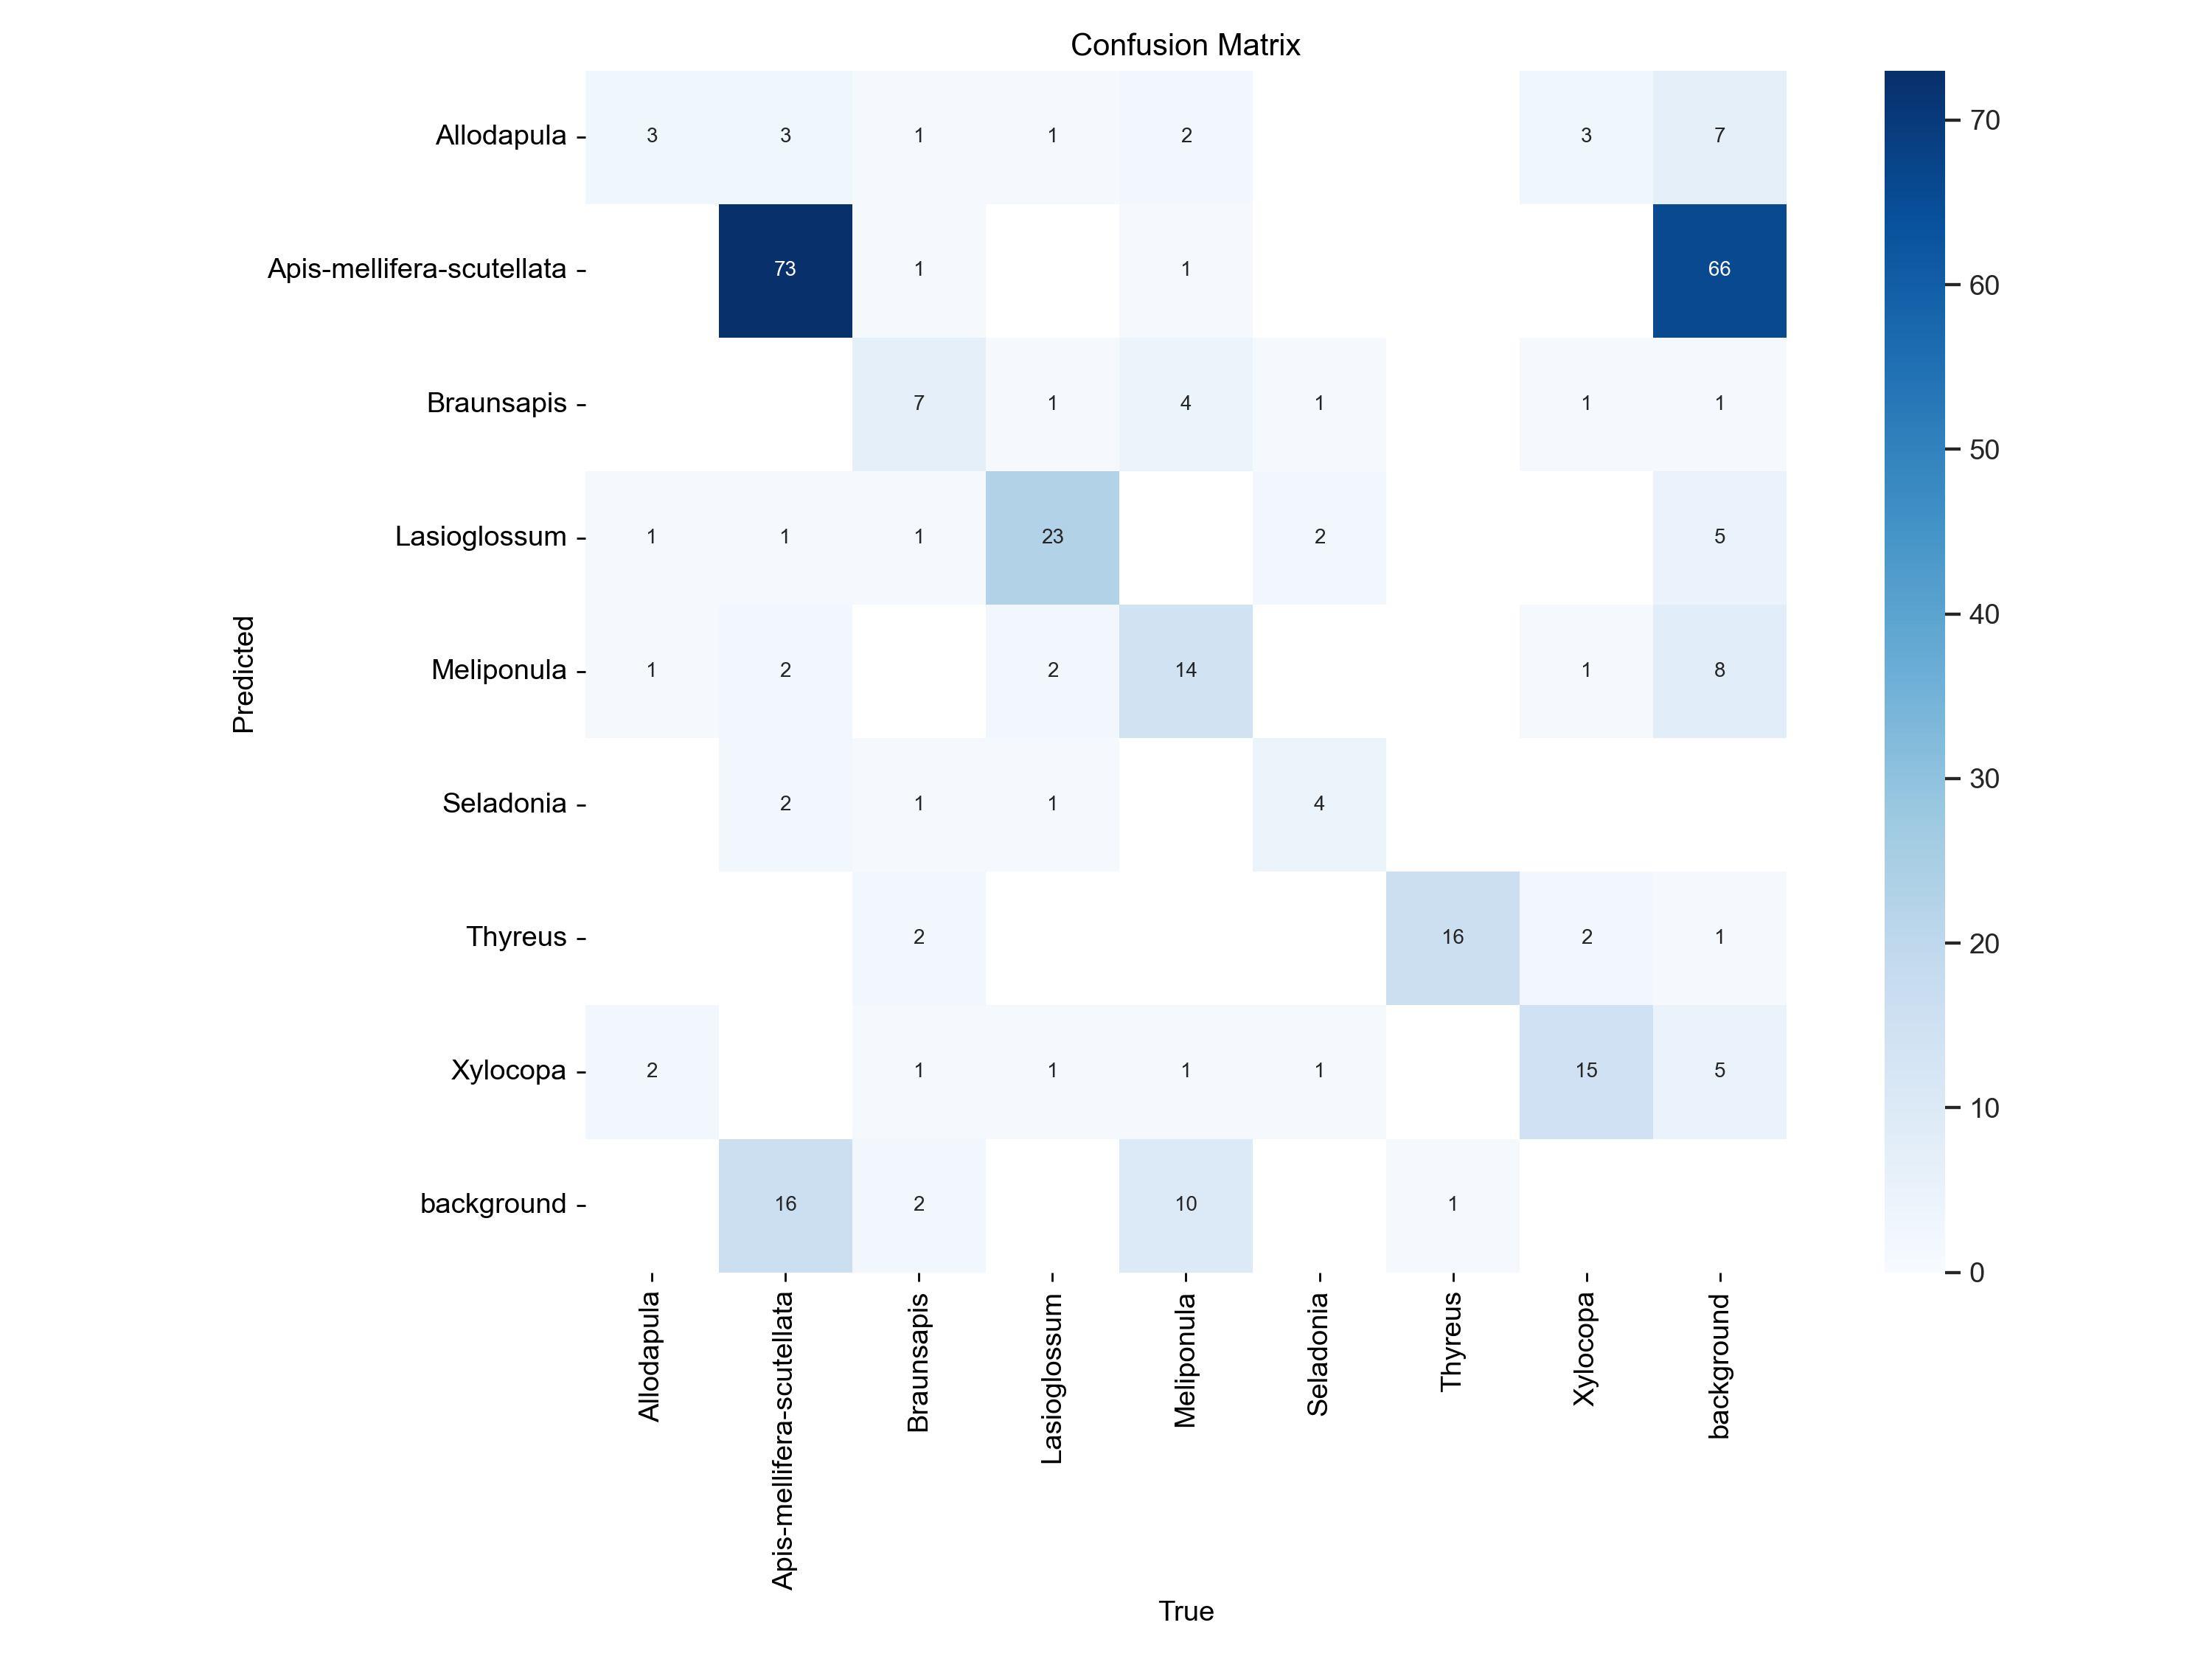 Confusion Matrix
Allodapula 3 3 1 1 2 3 7
Apis-mellifera-scutellata 73 1 1 66
Braunsapis 7 1 4 1 1 1
Lasioglossum 1 1 1 23 2 5
Meliponula 1 2 2 14 1 8
Seladonia 2 1 1 4
Thyreus 2 16 2 1
Xylocopa 2 1 1 1 1 15 5
background 16 2 10 1
Predicted
Allodapula
Apis-mellifera-scutellata
Braunsapis
Lasioglossum
Meliponula
Seladonia
Thyreus
Xylocopa
background
True
70
60
50
40
30
20
10
0